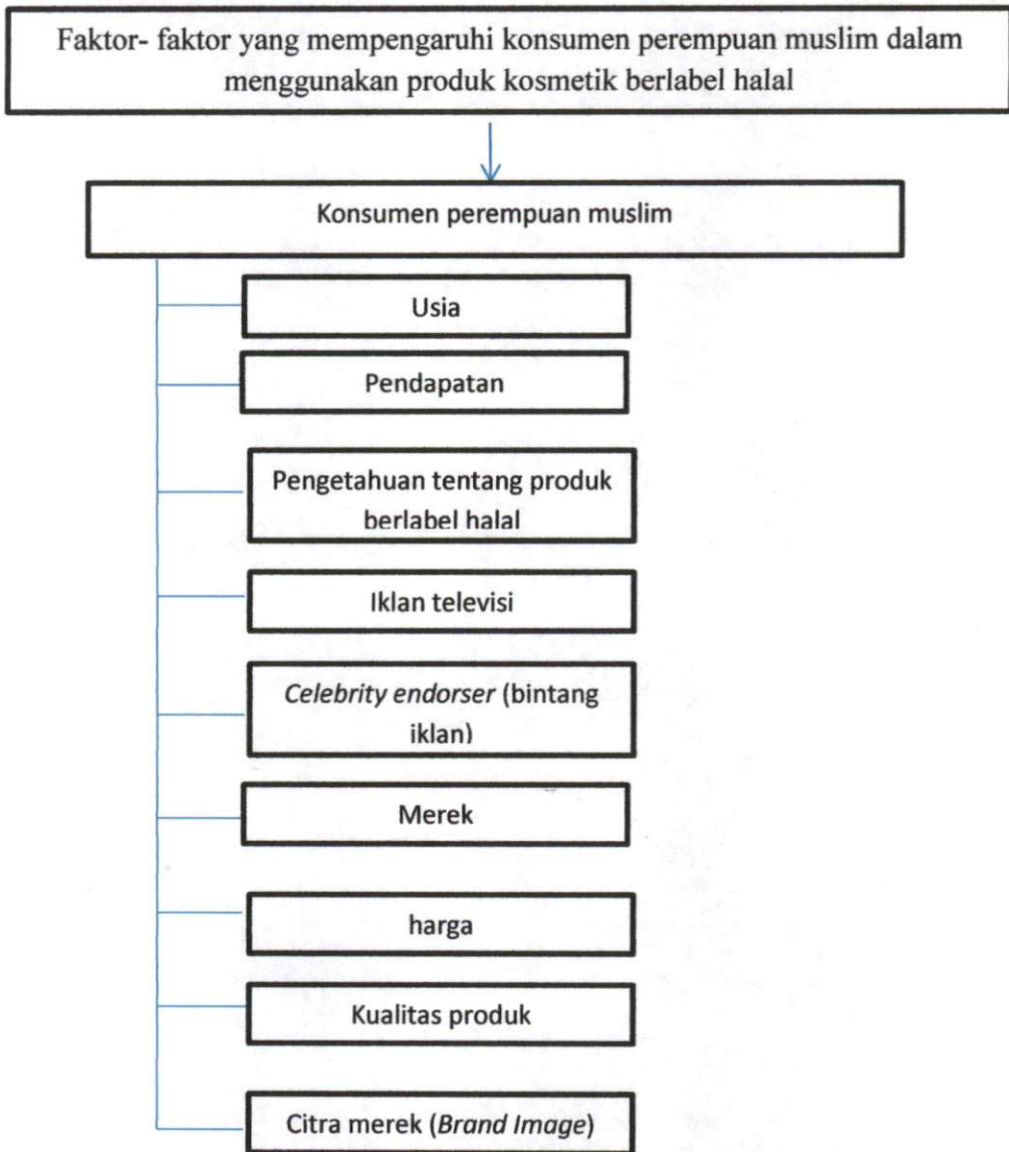 Faktor- faktor yang mempengaruhi konsumen perempuan muslim dalam
menggunakan produk kosmetik berlabel halal
Konsumen perempuan muslim
Usia
Pendapatan
Pengetahuan tentang produk
berlabel halal
Iklan televisi
Celebrity endorser (bintang
iklan)
Merek
harga
Kualitas produk
Citra merek (Brand Image)